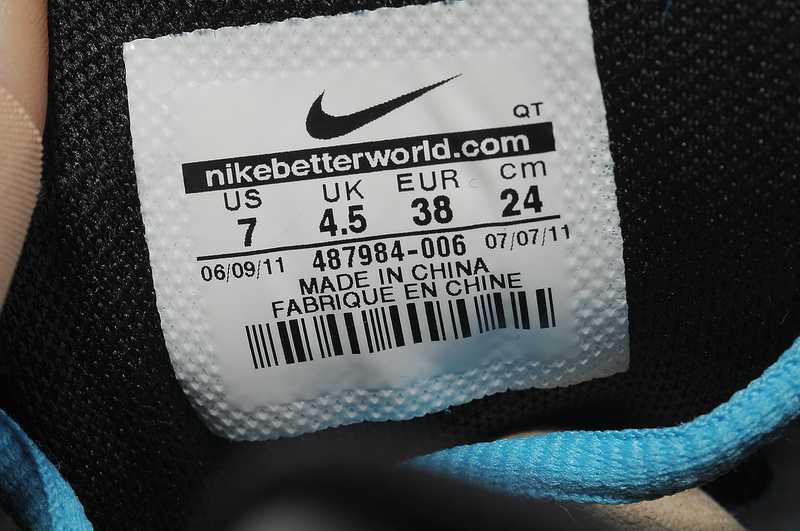 QT
nikebetterworld.com
US UK EUR cm
7 4.5 38 24
06/09/11 487984-006 07/07/11
MADE IN CHINA
FABRIQUE EN CHINE